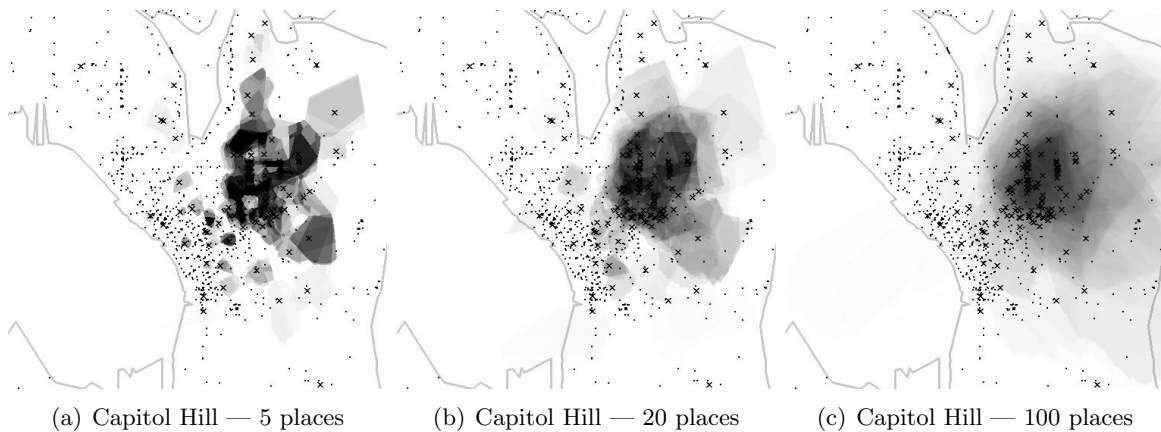 (a) Capitol Hill — 5 places
(b) Capitol Hill — 20 places
(c) Capitol Hill — 100 places